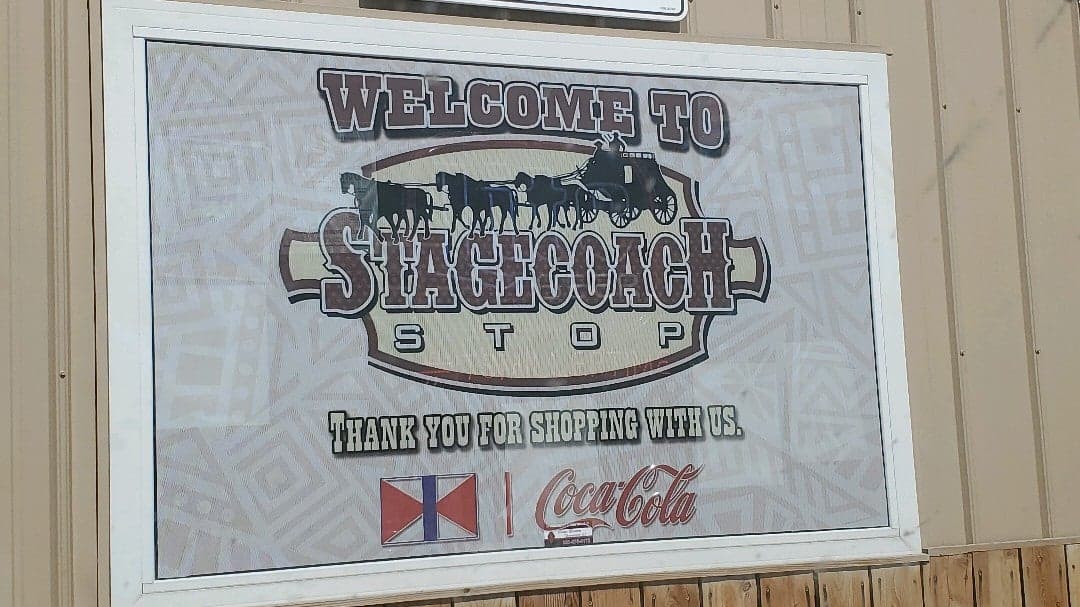 WELCOME TO
STAGECOACH
STOP
THANK YOU FOR SHOPPING WITH US.
Coca-Cola